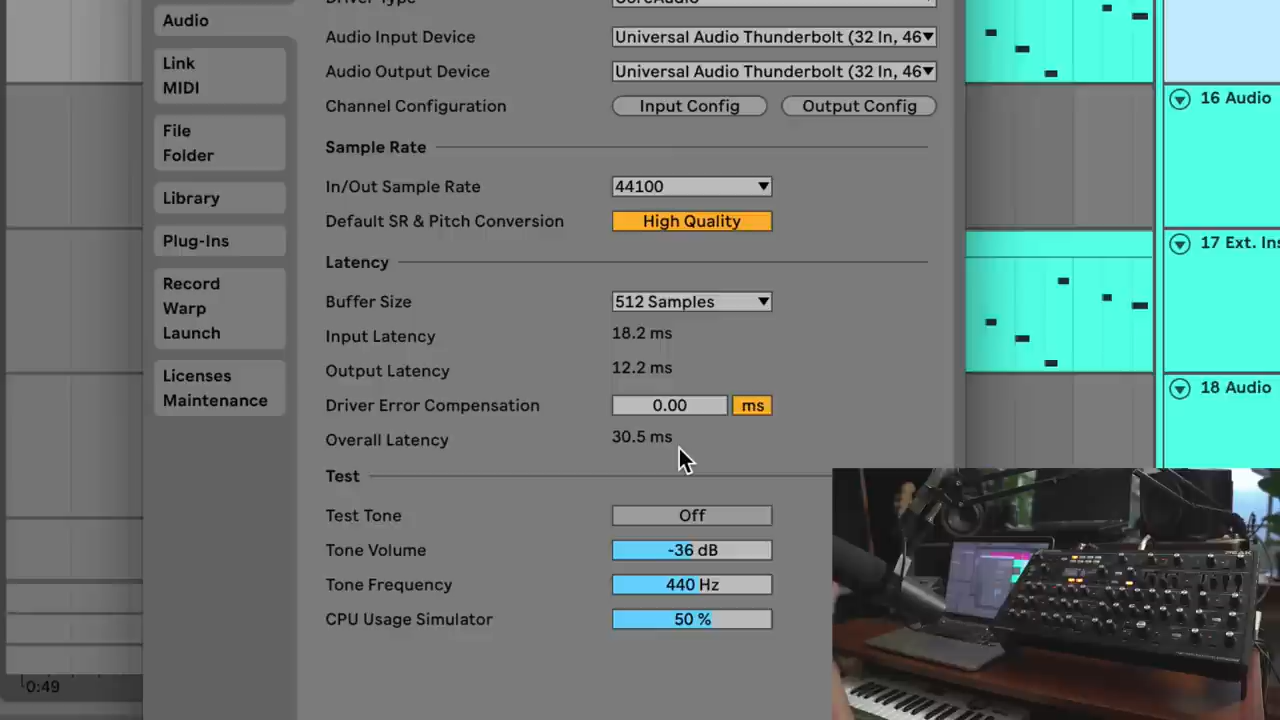 Driver Type CoreAudio
Audio
Audio Input Device Universal Audio Thunderbolt (32 In, 46
Link
Audio Output Device Universal Audio Thunderbolt (32 In, 46
MIDI
Channel Configuration Input Config Output Config
16 Audio
File
Folder
Sample Rate
In/Out Sample Rate 44100
Library
Default SR & Pitch Conversion High Quality
Plug-Ins
17 Ext. Ins
Latency
Record
Warp
Launch
Buffer Size 512 Samples
Input Latency 18.2 ms
Output Latency 12.2 ms
Licenses
Maintenance
18 Audio
Driver Error Compensation 0.00 ms
Overall Latency 30.5 ms
Test
Test Tone Off
Tone Volume -36 dB
Tone Frequency 440 Hz
CPU Usage Simulator 50 %
0:49